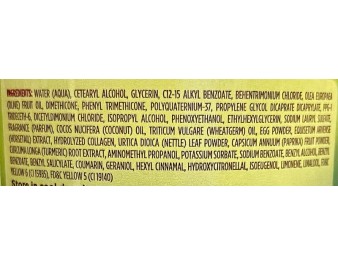 INGREDIENTS: WATER (AQUA), CETEARYL ALCOHOL, GLYCERIN, C12-15 ALKYL BENZOATE, BEHENTRIMONIUM CHLORIDE, OLEA EUROPAEA
(OLIVE) FRUIT OIL, DIMETHICONE, PHENYL TRIMETHICONE, POLYQUATERNIUM-37, PROPYLENE GLYCOL DICAPRATE DICAPRYLATE, PPG-1
TRIDECETH-6, DICETYLDIMONIUM CHLORIDE, ISOPROPYL ALCOHOL, PHENOXYETHANOL, ETHYLHEXYLGLYCERIN, SODIUM LAURYL SULFATE,
FRAGRANCE (PARFUM), COCOS NUCIFERA (COCONUT) OIL, TRITICUM VULGARE (WHEATGERM) OIL, EGG POWDER, EQUISETUM ARVENSE
(HORSETAIL) EXTRACT, HYDROLYZED COLLAGEN, URTICA DIOICA (NETTLE) LEAF POWDER, CAPSICUM ANNUUM (PAPRIKA) FRUIT POWDER,
CURCUMA LONGA (TURMERIC) ROOT EXTRACT, AMINOMETHYL PROPANOL, POTASSIUM SORBATE, SODIUM BENZOATE, BENZYL ALCOHOL, BENZYL
BENZOATE, BENZYL SALICYLATE, COUMARIN, GERANIOL, HEXYL CINNAMAL, HYDROXYCITRONELLAL, ISOEUGENOL, LIMONENE, LINALOOL, FD&C
YELLOW 6 (CI 15985), FD&C YELLOW 5 (CI 19140)
Store in